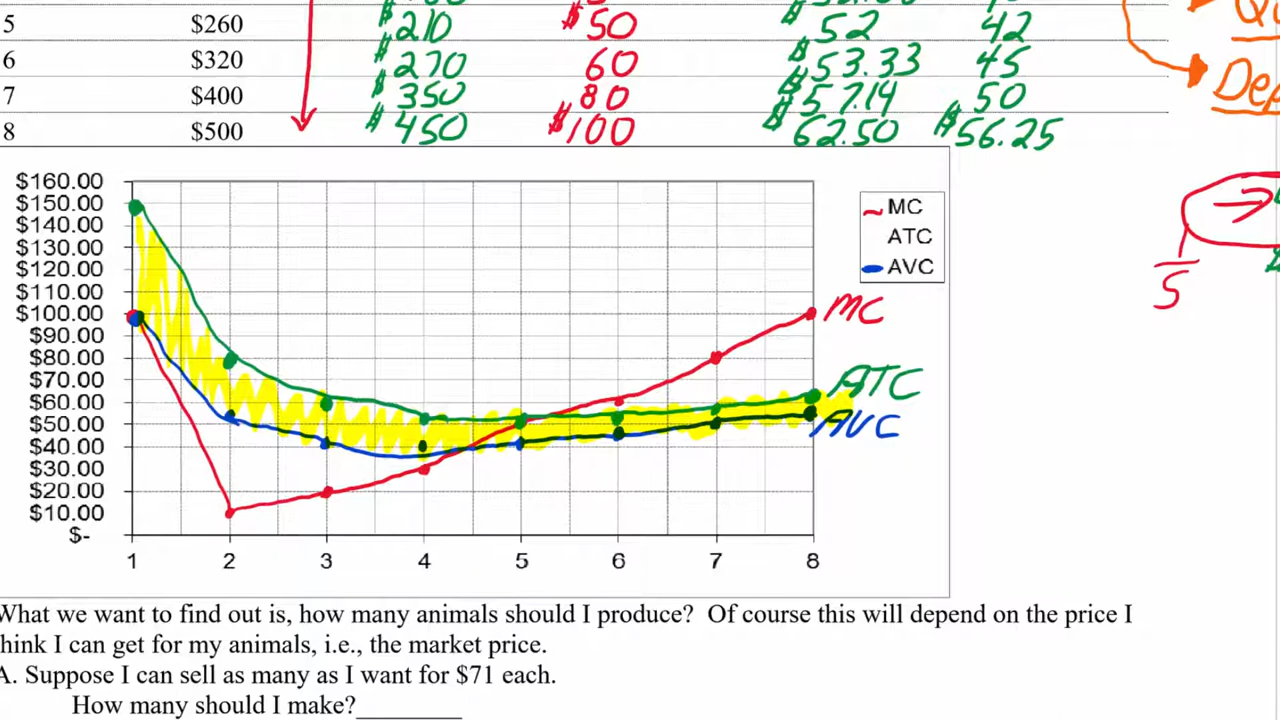 5 $260 $210 $50 $52 42
6 $320 $270 60 $53.33 45
7 $400 $350 80 $57.14 50
8 $500 $450 $100 $62.50 $56.25
$160.00
$150.00
$140.00
$130.00
$120.00
$110.00
$100.00
$90.00
$80.00
$70.00
$60.00
$50.00
$40.00
$30.00
$20.00
$10.00
$-
1 2 3 4 5 6 7 8
MC
ATC
AVC
MC
ATC
AVC
S
What we want to find out is, how many animals should I produce? Of course this will depend on the price I
hink I can get for my animals, i.e., the market price.
A. Suppose I can sell as many as I want for $71 each.
How many should I make?